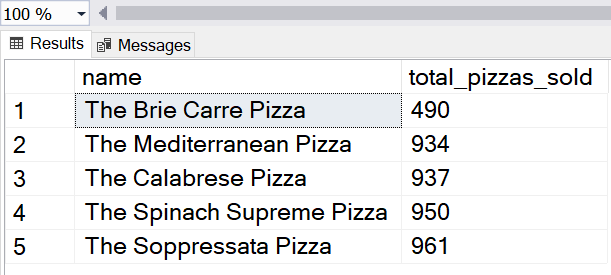 100 %
Results Messages
name total_pizzas_sold
1 The Brie Carre Pizza 490
2 The Mediterranean Pizza 934
3 The Calabrese Pizza 937
4 The Spinach Supreme Pizza 950
5 The Soppressata Pizza 961